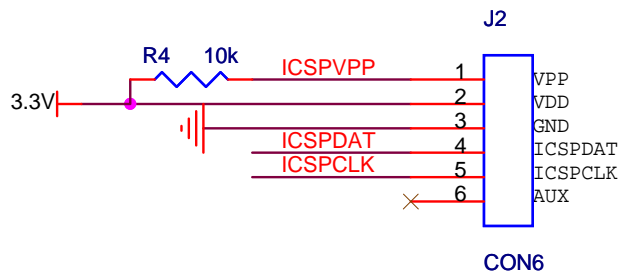 J2
R4 10k ICSPVPP 1 VPP
3.3V 2 VDD
3 GND
ICSPDAT 4 ICSPDAT
ICSPCLK 5 ICSPCLK
6 AUX
CON6